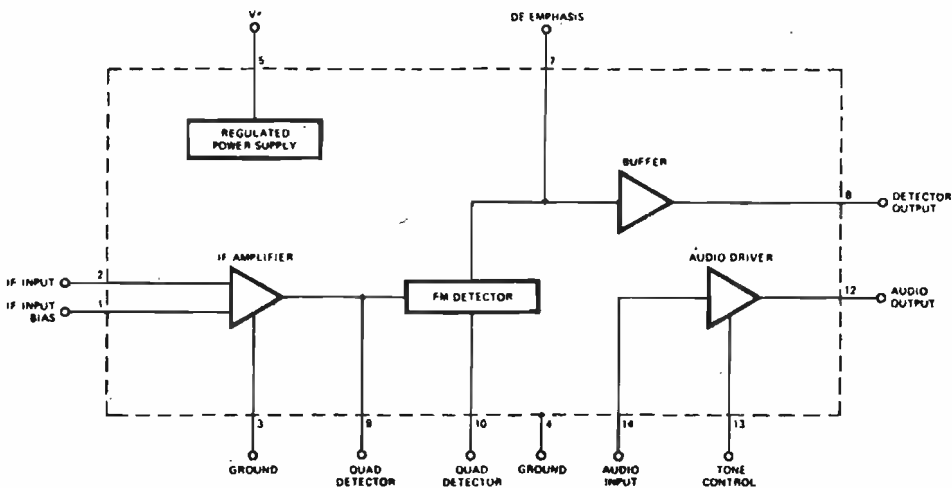 V+
DE EMPHASIS
5
7
REGULATED
POWER SUPPLY
BUFFER
8
DETECTOR
OUTPUT
IF AMPLIFIER
AUDIO DRIVER
IF INPUT
2
FM DETECTOR
12
AUDIO
OUTPUT
IF INPUT
BIAS
1
3
9
10
4
14
13
GROUND
QUAD
DETECTOR
QUAD
DETECTOR
GROUND
AUDIO
INPUT
TONE
CONTROL